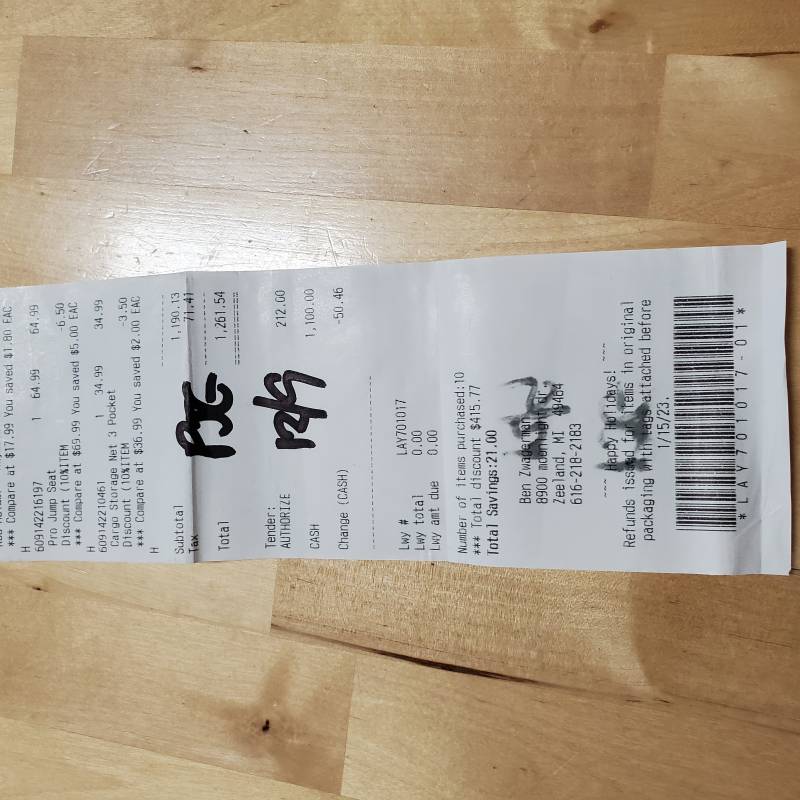 *** Compare at $17.99 You saved $1.80 EAC
H
609142216197 1 64.99 64.99
Pro Jump Seat
Discount (10%ITEM -6.50
*** Compare at $69.99 You saved $5.00 EAC
H
609142210461 1 34.99 34.99
Cargo Storage Net 3 Pocket
Discount (10%ITEM -3.50
*** Compare at $36.99 You saved $2.00 EAC
H
Subtotal 1,190.13
Tax 71.41
Total 1,261.54
Tender:
AUTHORIZE 212.00
CASH 1,100.00
Change (CASH) -50.46
Lwy # LAY701017
Lwy total 0.00
Lwy amt due 0.00
Number of items purchased:10
*** Total discount $415.77
Total Savings:21.00
Ben Zwagerman
8900 moonlight
Zeeland, MI 49464
616-218-2183
~~~ Happy Holidays! ~~~
Refunds issued for items in original
packaging with tags attached before
1/15/23.
*LAY701017-01*